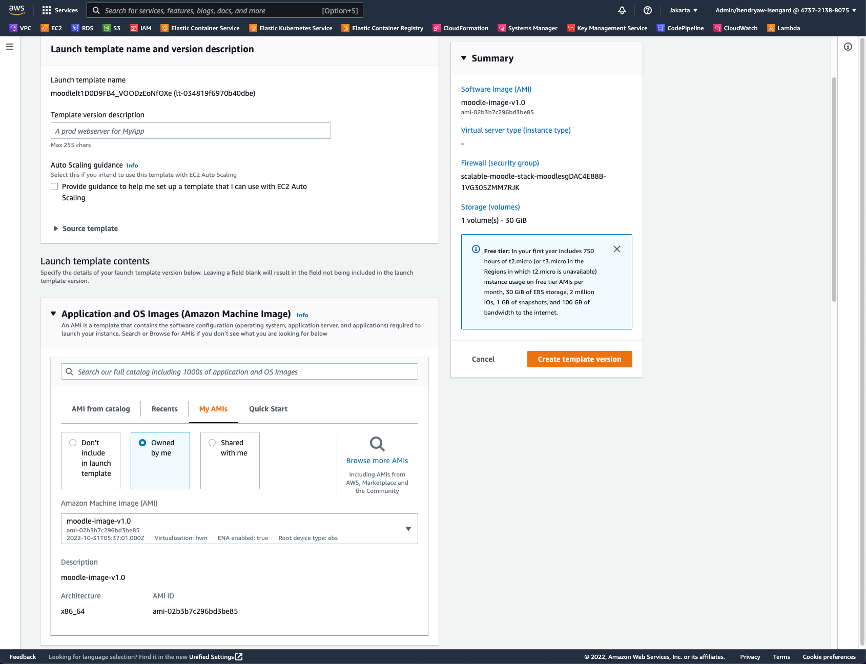 aws
Services
Search for services, features, blogs, docs, and more
[Option+S]
Jakarta
Admin/hendryaw-isengard @ 4737-2138-8075
VPC
EC2
RDS
S3
IAM
Elastic Container Service
Elastic Kubernetes Service
Elastic Container Registry
CloudFormation
Systems Manager
Key Management Service
CodePipeline
CloudWatch
Lambda
Launch template name and version description
Launch template name
moodlelt1D0D9FB4_VOODzEoNfOXe (lt-034819f6970b40dbe)
Template version description
A prod webserver for MyApp
Max 255 chars
Auto Scaling guidance Info
Select this if you intend to use this template with EC2 Auto Scaling
Provide guidance to help me set up a template that I can use with EC2 Auto
Scaling
Source template
Launch template contents
Specify the details of your launch template version below. Leaving a field blank will result in the field not being included in the launch
template version.
Application and OS Images (Amazon Machine Image) Info
An AMI is a template that contains the software configuration (operating system, application server, and applications) required to
launch your instance. Search or Browse for AMIs if you don't see what you are looking for below
Search our full catalog including 1000s of application and OS images
AMI from catalog
Recents
My AMIs
Quick Start
Don't
include
in launch
template
Owned
by me
Shared
with me
Browse more AMIs
Including AMIs from
AWS, Marketplace and
the Community
Amazon Machine Image (AMI)
moodle-image-v1.0
ami-02b3b7c296bd3be85
2022-10-31T05:37:01.000Z Virtualization: hvm ENA enabled: true Root device type: ebs
Description
moodle-image-v1.0
Architecture
AMI ID
x86_64
ami-02b3b7c296bd3be85
Summary
Software Image (AMI)
moodle-image-v1.0
ami-02b3b7c296bd3be85
Virtual server type (instance type)
-
Firewall (security group)
scalable-moodle-stack-moodlesgDAC4E88B-
1VG305ZMM7RJK
Storage (volumes)
1 volume(s) - 30 GiB
Free tier: In your first year includes 750
hours of t2.micro (or t3.micro in the
Regions in which t2.micro is unavailable)
instance usage on free tier AMIs per
month, 30 GiB of EBS storage, 2 million
IOs, 1 GB of snapshots, and 100 GB of
bandwidth to the internet.
Cancel
Create template version
Feedback
Looking for language selection? Find it in the new Unified Settings
© 2022, Amazon Web Services, Inc. or its affiliates.
Privacy
Terms
Cookie preferences